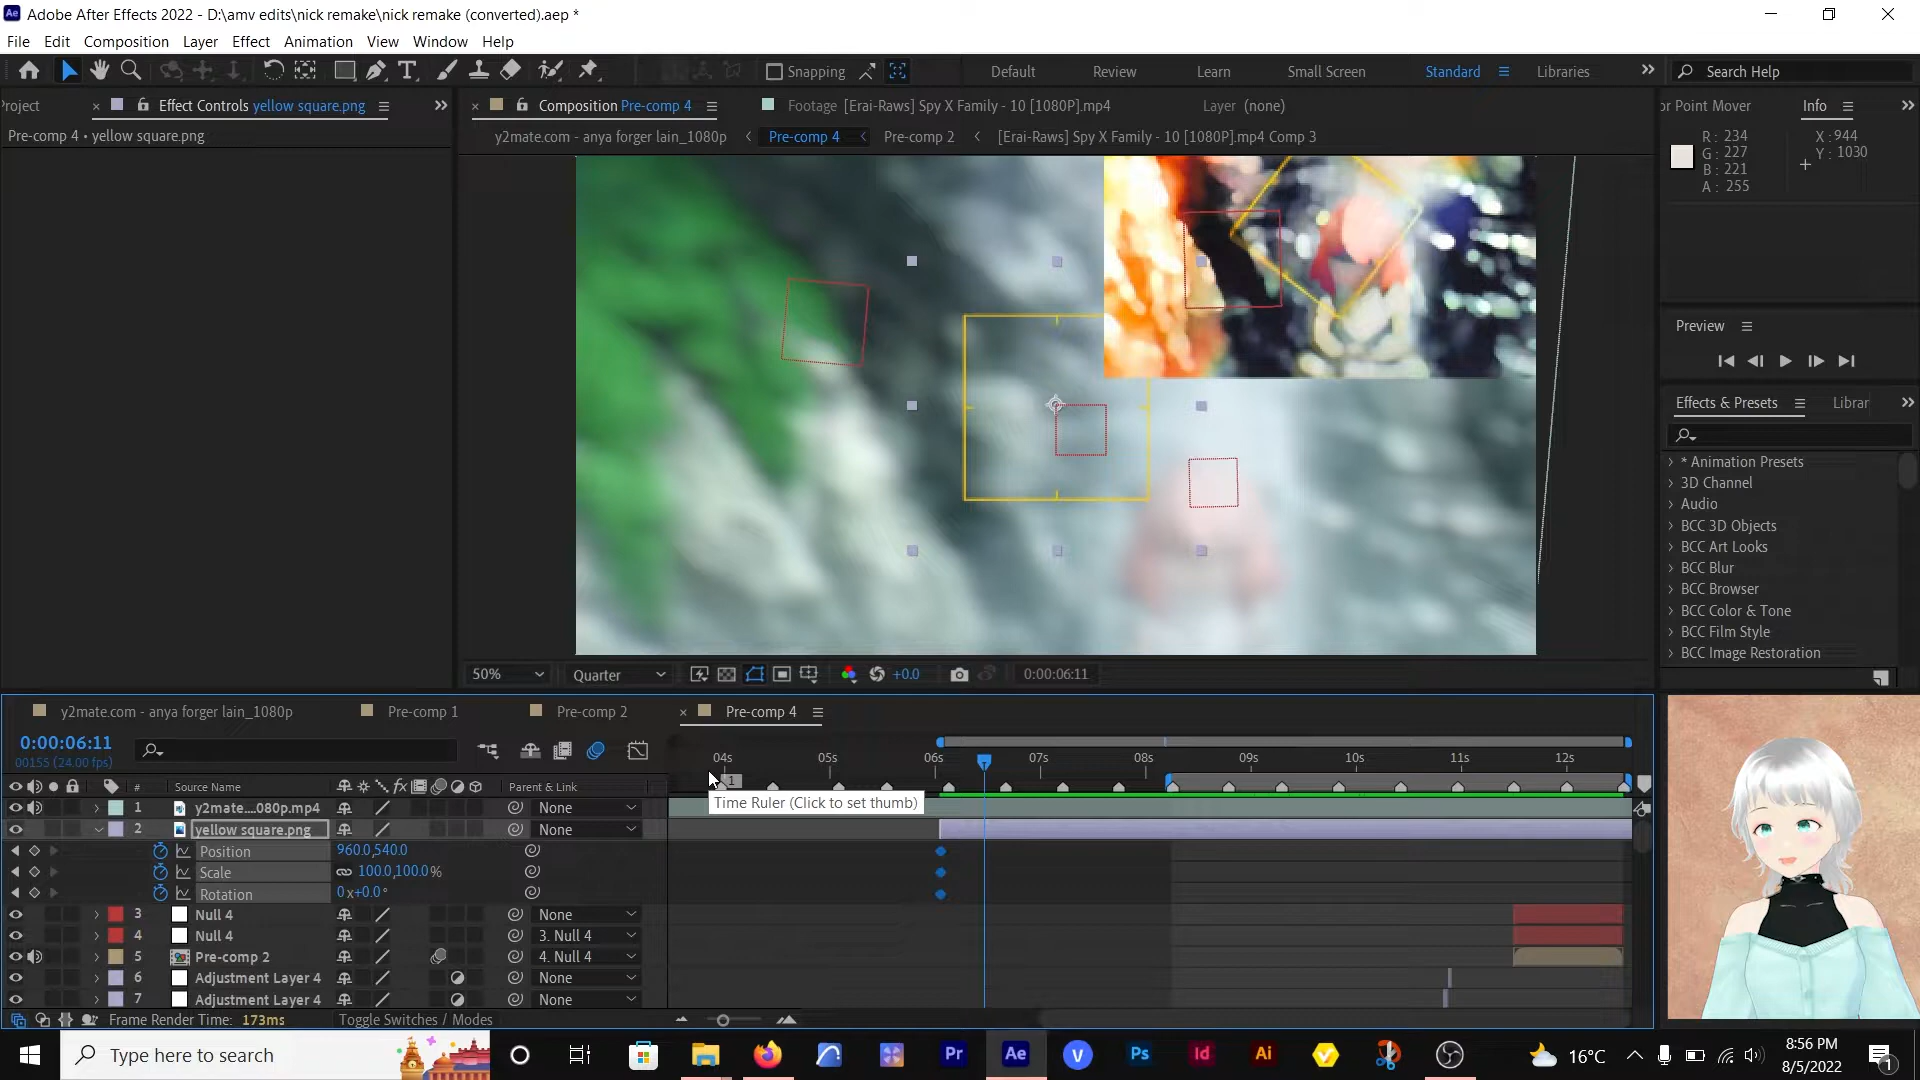 Adobe After Effects 2022 - D:\amv edits\nick remake\nick remake (converted).aep *
File Edit Composition Layer Effect Animation View Window Help
Snapping Default Review Learn Small Screen Standard Libraries Search Help
roject Effect Controls yellow square.png Composition Pre-comp 4 Footage [Erai-Raws] Spy X Family - 10 [1080P].mp4 Layer (none) or Point Mover Info
Pre-comp 4 • yellow square.png y2mate.com - anya forger lain_1080p Pre-comp 4 Pre-comp 2 [Erai-Raws] Spy X Family - 10 [1080P].mp4 Comp 3
R: 234 X: 944
G: 227 Y: 1030
B: 221
A: 255
Preview
Effects & Presets Librar
* Animation Presets
3D Channel
Audio
BCC 3D Objects
BCC Art Looks
BCC Blur
BCC Browser
BCC Color & Tone
BCC Film Style
BCC Image Restoration
50% Quarter +0.0 0:00:06:11
y2mate.com - anya forger lain_1080p Pre-comp 1 Pre-comp 2 Pre-comp 4
0:00:06:11
00155 (24.00 fps)
04s 05s 06s 07s 08s 09s 10s 11s 12s
1
# Source Name Parent & Link
Time Ruler (Click to set thumb)
1 y2mate....080p.mp4 None
2 yellow square.png None
Position 960.0,540.0
Scale 100.0,100.0%
Rotation 0x+0.0°
3 Null 4 None
4 Null 4 3. Null 4
5 Pre-comp 2 4. Null 4
6 Adjustment Layer 4 None
7 Adjustment Layer 4 None
Frame Render Time: 173ms Toggle Switches / Modes
Type here to search
Pr Ae V Ps Id Ai
16°C
8:56 PM
8/5/2022
1